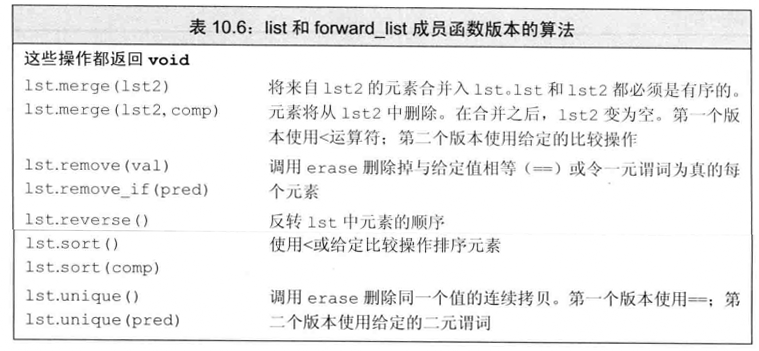 表 10.6：list 和 forward_list 成员函数版本的算法
这些操作都返回 void
lst.merge(lst2) 将来自 lst2 的元素合并入 lst。lst 和 lst2 都必须是有序的。
lst.merge(lst2,comp) 元素将从 lst2 中删除。在合并之后，lst2 变为空。第一个版
本使用<运算符；第二个版本使用给定的比较操作
lst.remove(val) 调用 erase 删除掉与给定值相等（==）或令一元谓词为真的每
lst.remove_if(pred) 个元素
lst.reverse() 反转 lst 中元素的顺序
lst.sort() 使用<或给定比较操作排序元素
lst.sort(comp)
lst.unique() 调用 erase 删除同一个值的连续拷贝。第一个版本使用==；第
lst.unique(pred) 二个版本使用给定的二元谓词